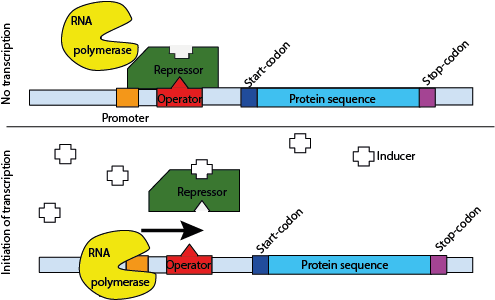 No transcription
RNA
polymerase
Repressor
Start-codon
Stop-codon
Operator
Protein sequence
Promoter
Initiation of transcription
Inducer
Repressor
Start-codon
Stop-codon
RNA
polymerase
Operator
Protein sequence